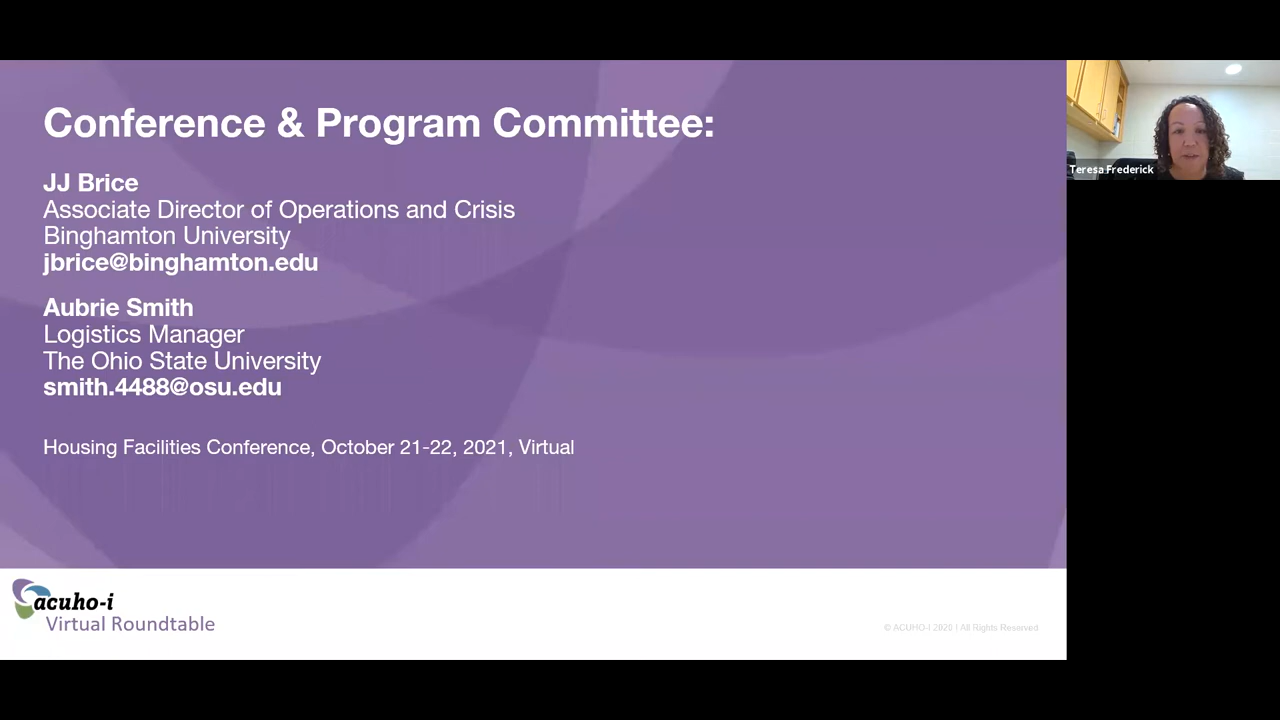 Conference & Program Committee:
JJ Brice
Associate Director of Operations and Crisis
Binghamton University
jbrice@binghamton.edu
Aubrie Smith
Logistics Manager
The Ohio State University
smith.4488@osu.edu
Housing Facilities Conference, October 21-22, 2021, Virtual
acuho-i
Virtual Roundtable
© ACUHO-I 2020 | All Rights Reserved
Teresa Frederick